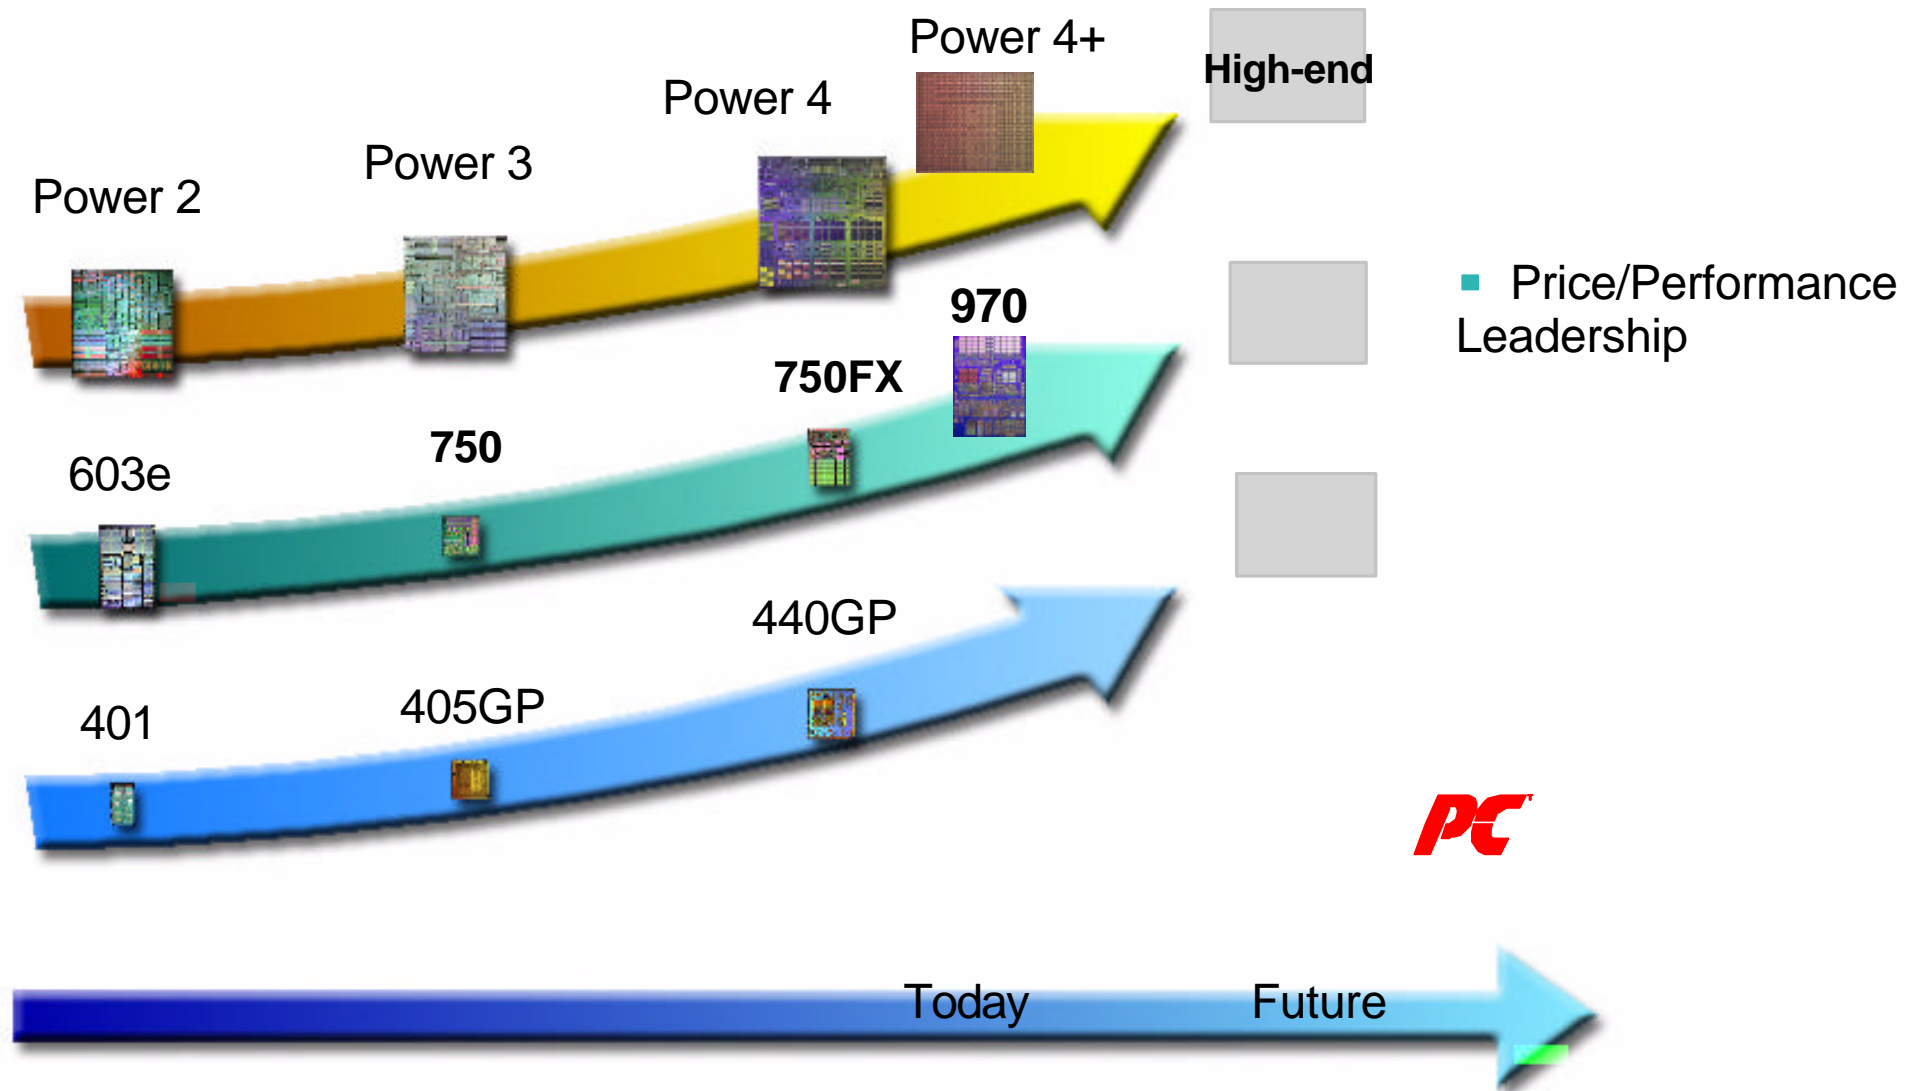 Power 4+
High-end
Power 4
Power 3
Power 2
970
Price/Performance
Leadership
750FX
750
603e
440GP
405GP
401
PC
Today
Future